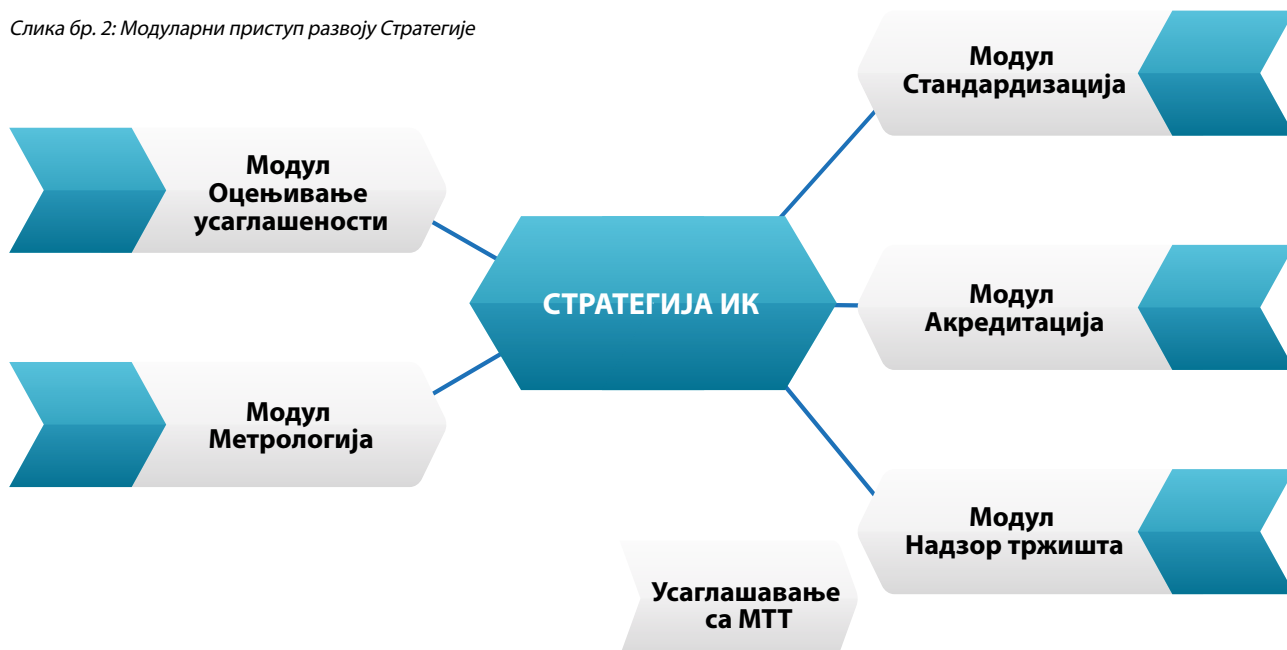 Слика бр. 2: Модуларни приступ развоју Стратегије
Модул
Стандардизација
Модул
Оцењивање
усаглашености
СТРАТЕГИЈА ИК
Модул
Акредитација
Модул
Метрологија
Модул
Надзор тржишта
Усаглашавање
са МТТ